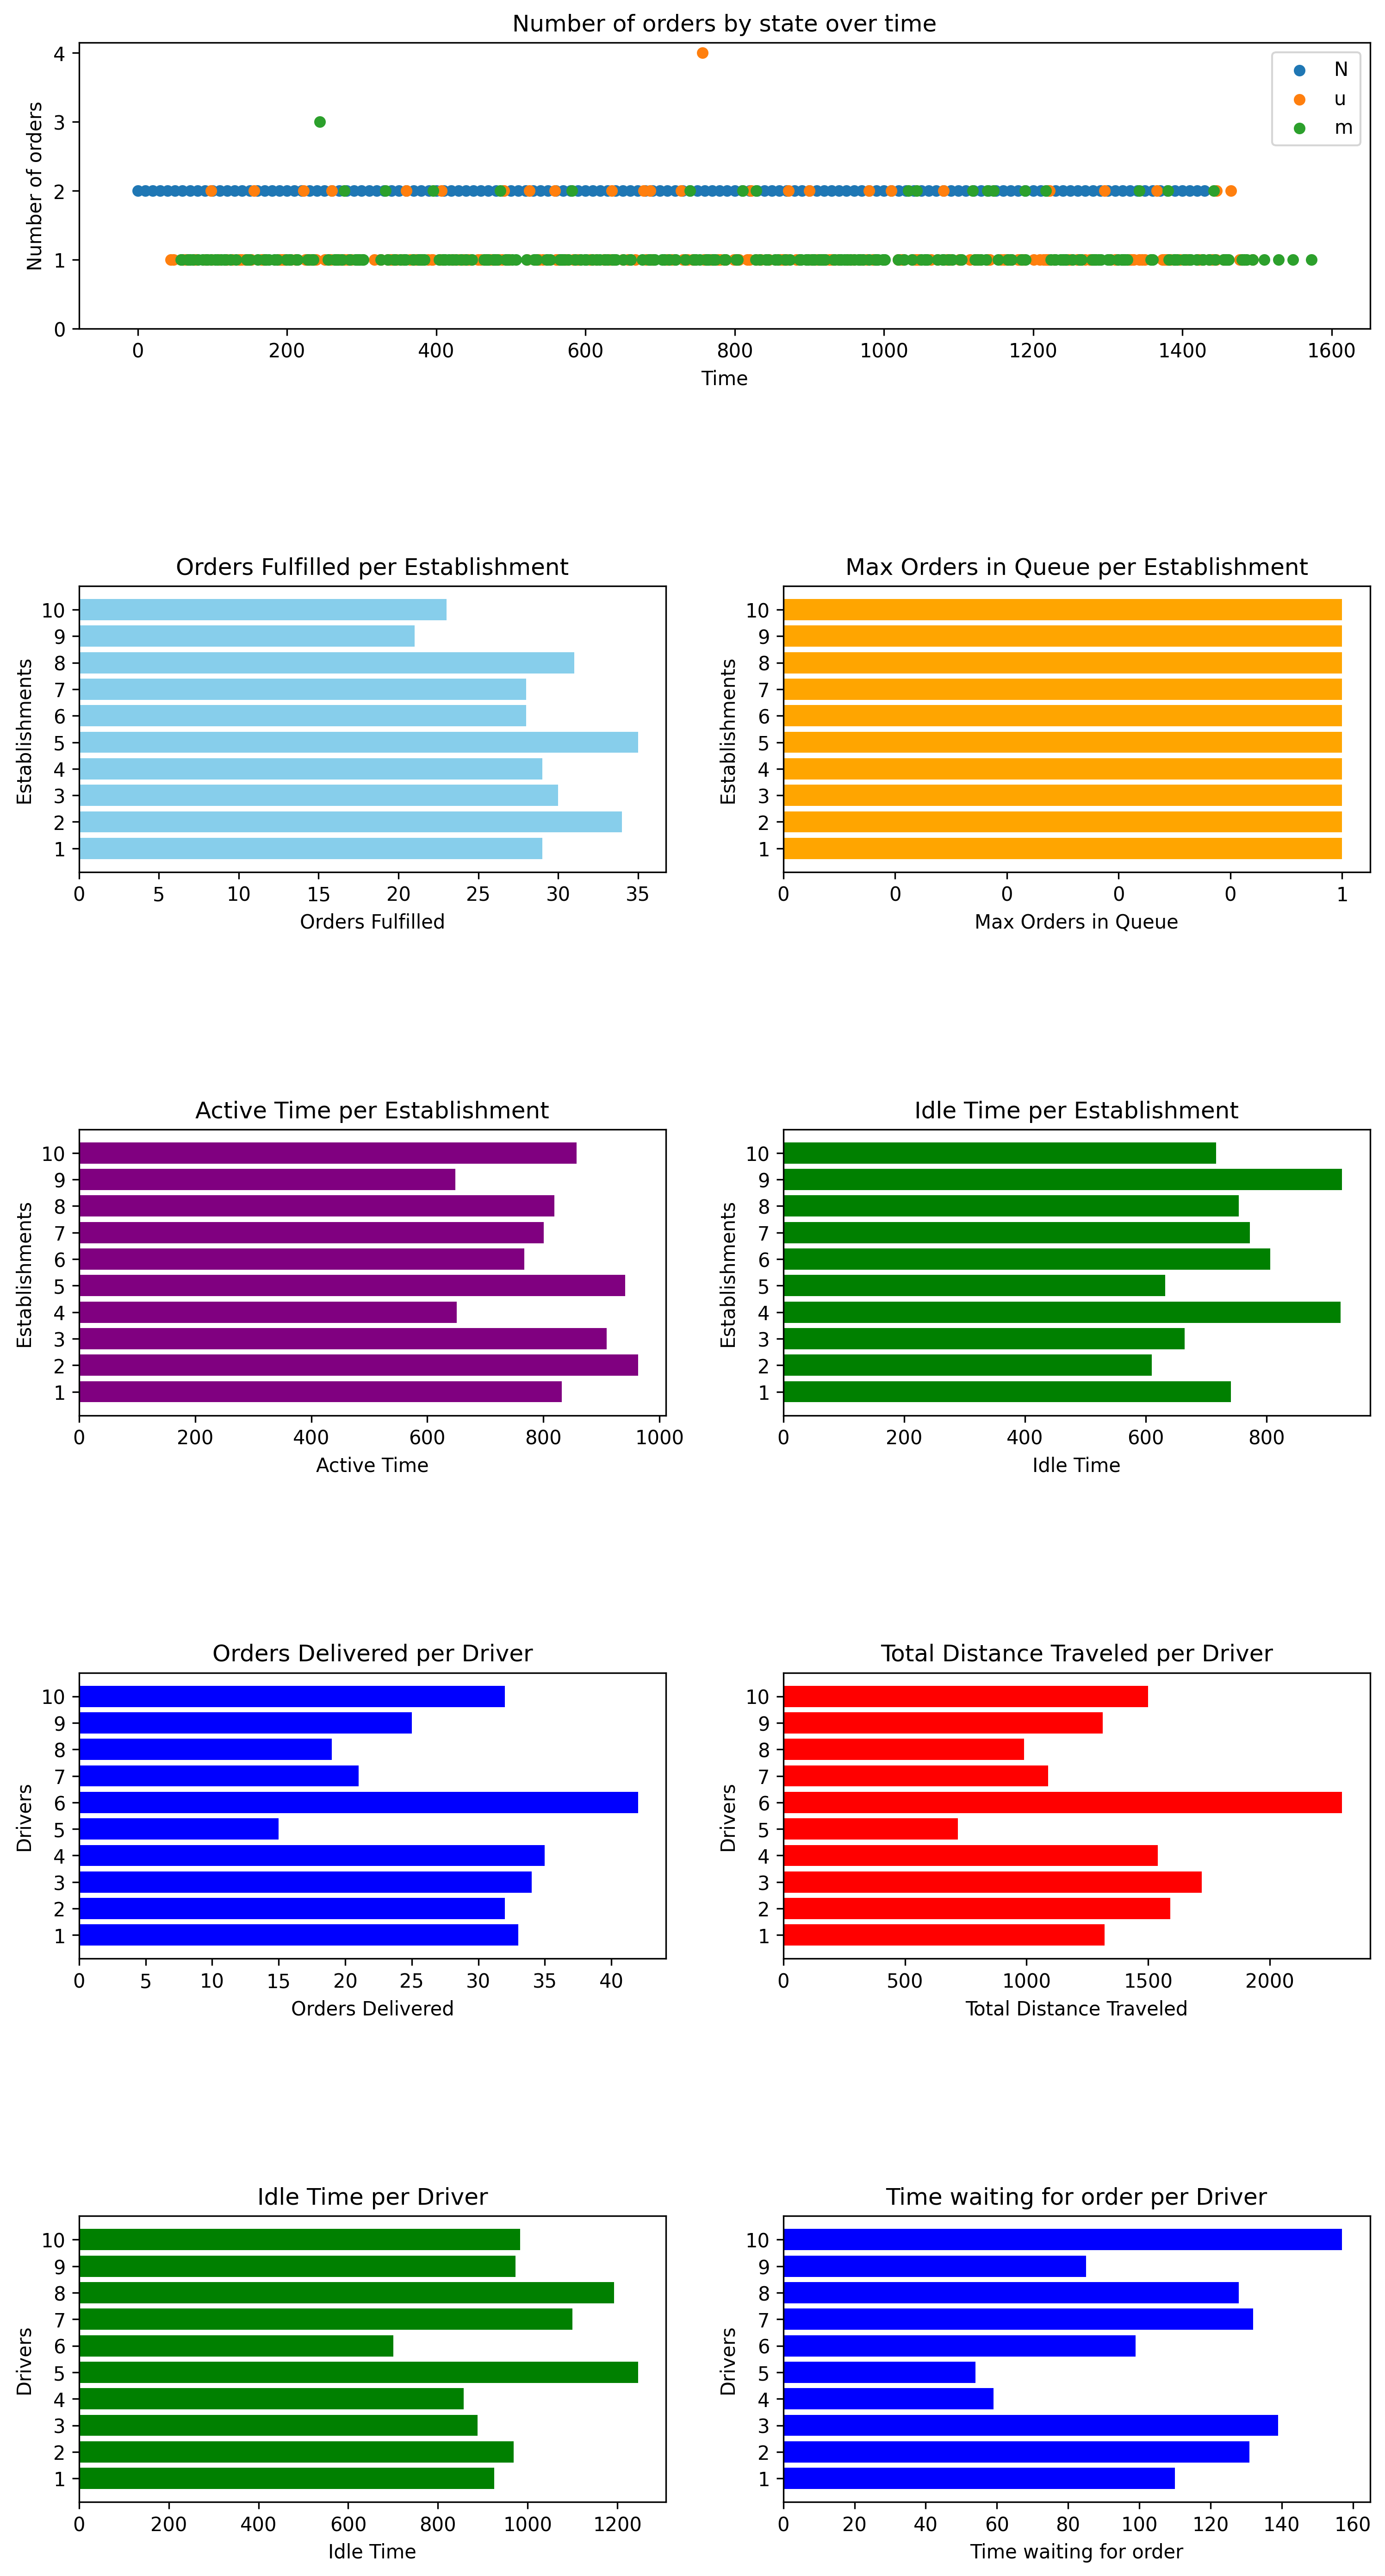 Number of orders by state over time
Number of orders
4
3
2
1
0
N
u
m
0 200 400 600 800 1000 1200 1400 1600
Time
Orders Fulfilled per Establishment
Establishments
10
9
8
7
6
5
4
3
2
1
0 5 10 15 20 25 30 35
Orders Fulfilled
Max Orders in Queue per Establishment
Establishments
10
9
8
7
6
5
4
3
2
1
0 0 0 0 0 1
Max Orders in Queue
Active Time per Establishment
Establishments
10
9
8
7
6
5
4
3
2
1
0 200 400 600 800 1000
Active Time
Idle Time per Establishment
Establishments
10
9
8
7
6
5
4
3
2
1
0 200 400 600 800
Idle Time
Orders Delivered per Driver
Drivers
10
9
8
7
6
5
4
3
2
1
0 5 10 15 20 25 30 35 40
Orders Delivered
Total Distance Traveled per Driver
Drivers
10
9
8
7
6
5
4
3
2
1
0 500 1000 1500 2000
Total Distance Traveled
Idle Time per Driver
Drivers
10
9
8
7
6
5
4
3
2
1
0 200 400 600 800 1000 1200
Idle Time
Time waiting for order per Driver
Drivers
10
9
8
7
6
5
4
3
2
1
0 20 40 60 80 100 120 140 160
Time waiting for order